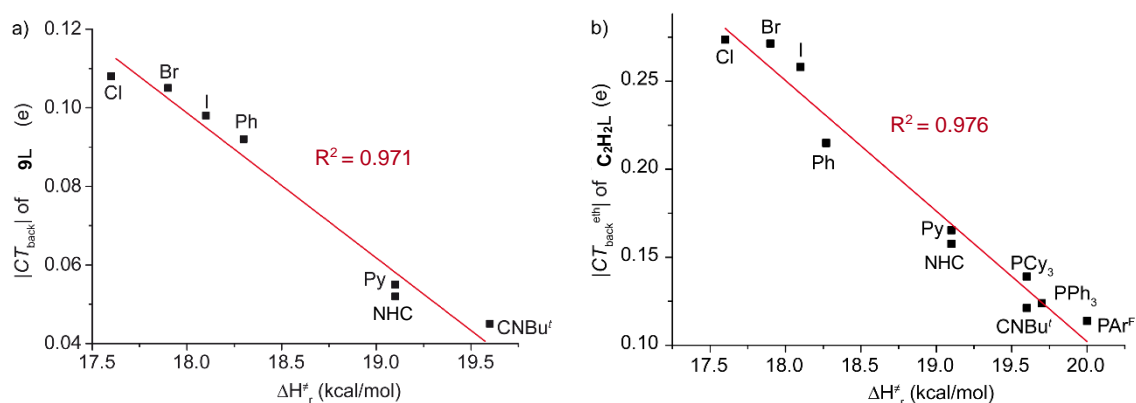 a)
0.12
0.10
0.08
0.06
0.04
|CT_back| of 9L (e)
Cl
Br
I
Ph
R² = 0.971
Py
NHC
CNBuᵗ
17.5
18.0
18.5
19.0
19.5
ΔH≠r (kcal/mol)
b)
0.25
0.20
0.15
0.10
|CT_back^eth| of C₂H₂L (e)
Cl
Br
I
Ph
R² = 0.976
Py
NHC
PCy₃
PPh₃
CNBuᵗ
PArᶠ
17.5
18.0
18.5
19.0
19.5
20.0
ΔH≠r (kcal/mol)